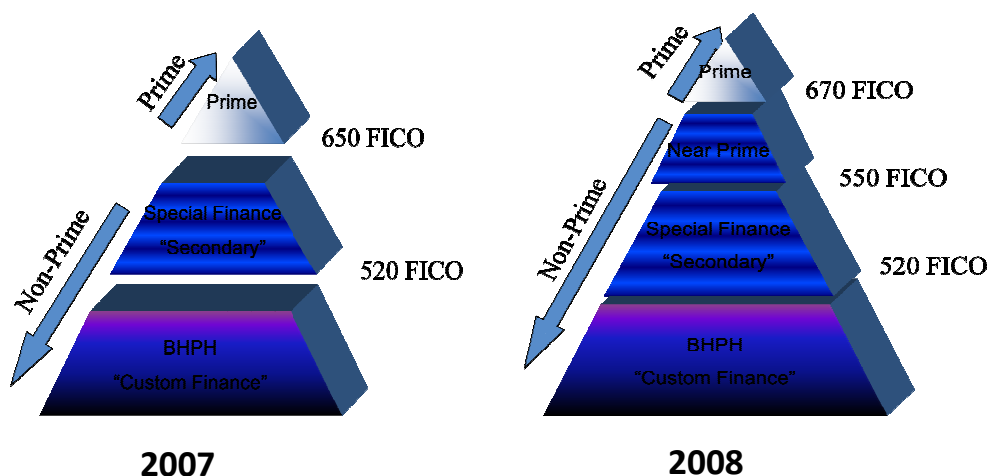 Prime
Prime
650 FICO
Special Finance
“Secondary”
Non-Prime
520 FICO
BHPH
“Custom Finance”
2007
Prime
Prime
670 FICO
Near Prime
550 FICO
Non-Prime
Special Finance
“Secondary”
520 FICO
BHPH
“Custom Finance”
2008